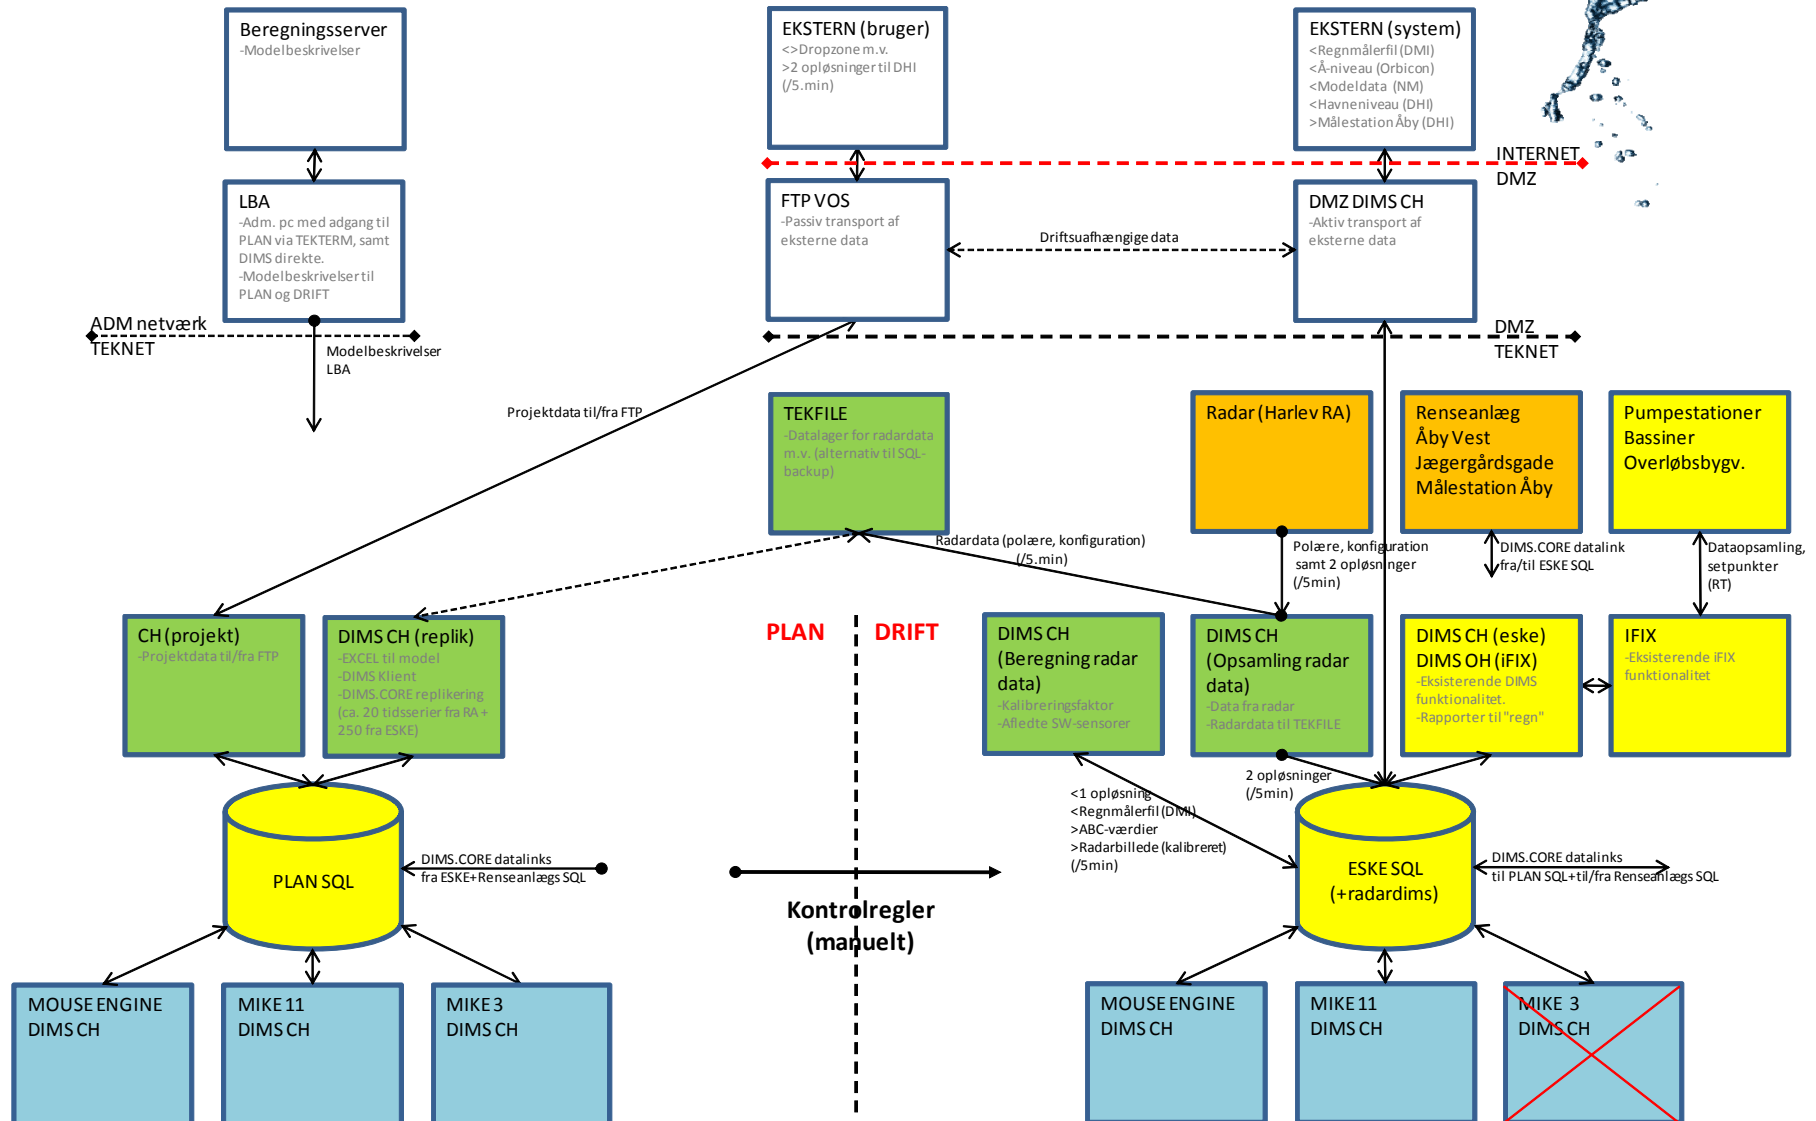 Beregningsserver
-Modelbeskrivelser
EKSTERN (bruger)
<>Dropzone m.v.
>2 opløsninger til DHI
(/5.min)
EKSTERN (system)
<Regnmålerfil (DMI)
<Å-niveau (Orbicon)
<Modeldata (NM)
<Havneniveau (DHI)
>Målestation Åby (DHI)
INTERNET
DMZ
LBA
-Adm. pc med adgang til
PLAN via TEKTERM, samt
DIMS direkte.
-Modelbeskrivelser til
PLAN og DRIFT
FTP VOS
-Passiv transport af
eksterne data
Driftsuafhængige data
DMZ DIMS CH
-Aktiv transport af
eksterne data
ADM netværk
TEKNET
Modelbeskrivelser
LBA
DMZ
TEKNET
Projektdata til/fra FTP
TEKFILE
-Datalager for radardata
m.v. (alternativ til SQL-
backup)
Radar (Harlev RA)
Renseanlæg
Åby Vest
Jægergårdsgade
Målestation Åby
Pumpestationer
Bassiner
Overløbsbygv.
Radardata (polære, konfiguration)
(/5.min)
Polære, konfiguration
samt 2 opløsninger
(/5min)
DIMS.CORE datalink
fra/til ESKE SQL
Dataopsamling,
setpunkter
(RT)
CH (projekt)
-Projektdata til/fra FTP
DIMS CH (replik)
-EXCEL til model
-DIMS Klient
-DIMS.CORE replikering
(ca. 20 tidsserier fra RA +
250 fra ESKE)
PLAN
DRIFT
DIMS CH
(Beregning radar
data)
-Kalibreringsfaktor
-Afledte SW-sensorer
DIMS CH
(Opsamling radar
data)
-Data fra radar
-Radardata til TEKFILE
DIMS CH (eske)
DIMS OH (iFIX)
-Eksisterende DIMS
funktionalitet.
-Rapporter til "regn"
IFIX
-Eksisterende iFIX
funktionalitet
2 opløsninger
(/5min)
<1 opløsning
<Regnmålerfil (DMI)
>ABC-værdier
>Radarbillede (kalibreret)
(/5min)
PLAN SQL
DIMS.CORE datalinks
fra ESKE+Renseanlægs SQL
Kontrolregler
(manuelt)
ESKE SQL
(+radardims)
DIMS.CORE datalinks
til PLAN SQL+til/fra Renseanlægs SQL
MOUSE ENGINE
DIMS CH
MIKE 11
DIMS CH
MIKE 3
DIMS CH
MOUSE ENGINE
DIMS CH
MIKE 11
DIMS CH
MIKE 3
DIMS CH